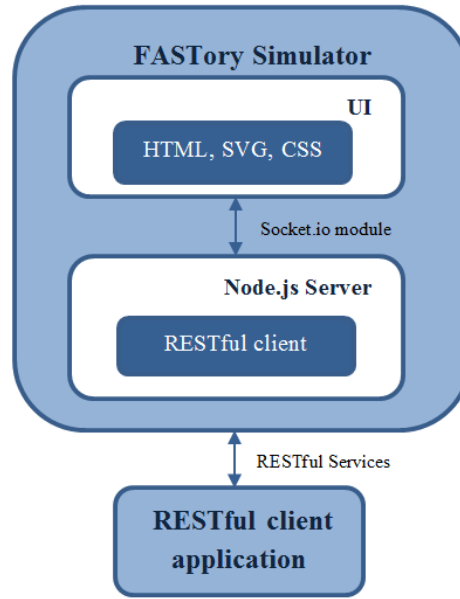 FASTory Simulator
UI
HTML, SVG, CSS
Socket.io module
Node.js Server
RESTful client
RESTful Services
RESTful client
application